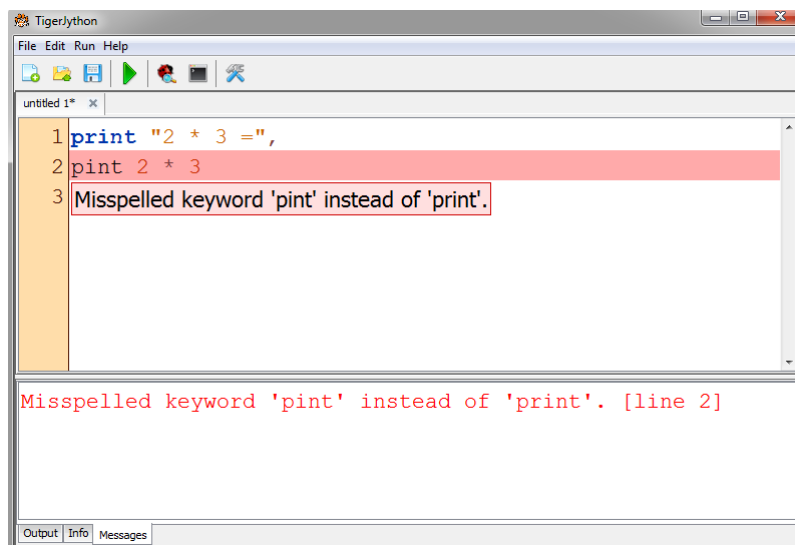 TigerJython
File Edit Run Help
untitled 1*
1 print "2 * 3 =",
2 pint 2 * 3
3 Misspelled keyword 'pint' instead of 'print'.
Misspelled keyword 'pint' instead of 'print'. [line 2]
Output Info Messages